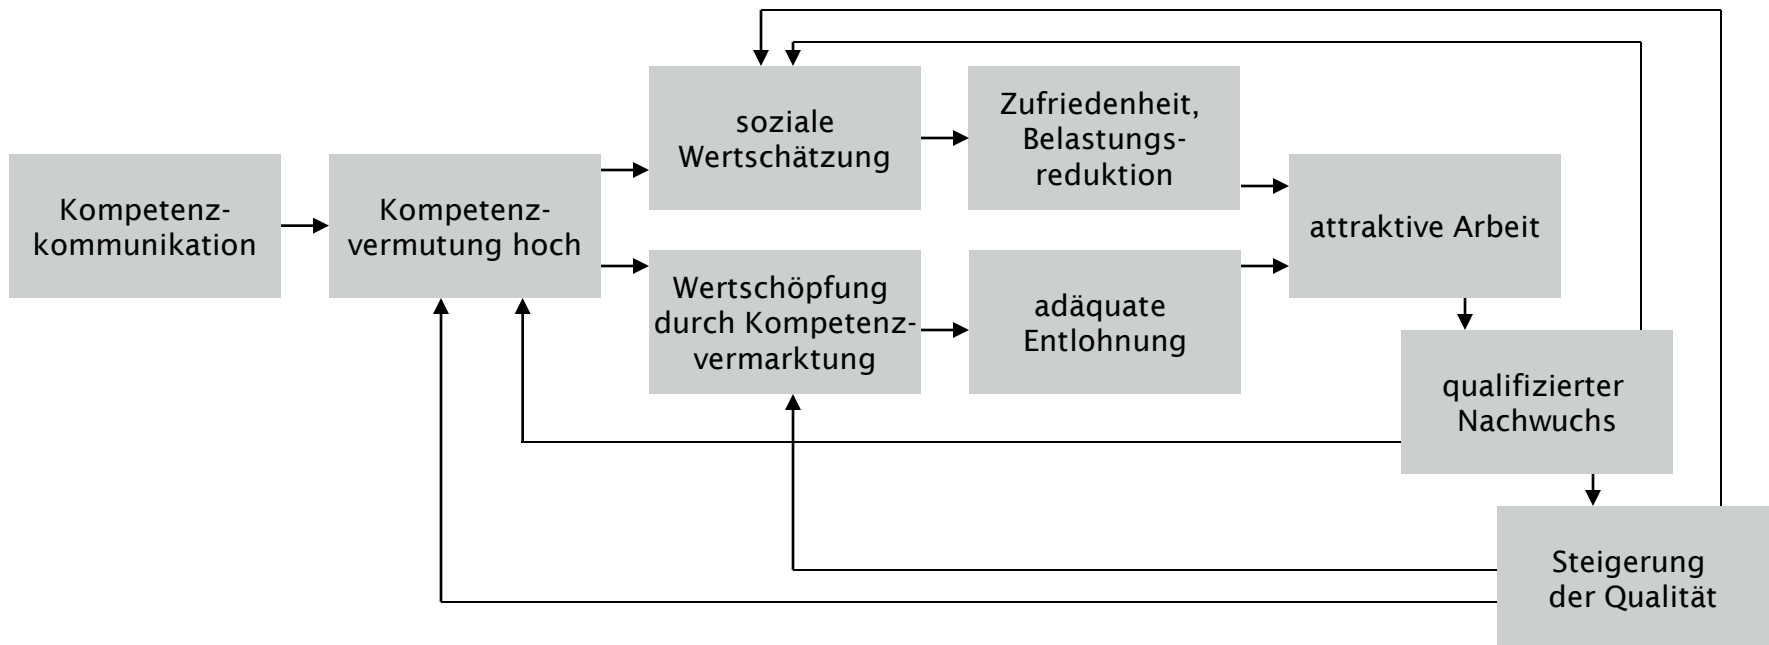 Kompetenz-
kommunikation
Kompetenz-
vermutung hoch
soziale
Wertschätzung
Zufriedenheit,
Belastungs-
reduktion
Wertschöpfung
durch Kompetenz-
vermarktung
adäquate
Entlohnung
attraktive Arbeit
qualifizierter
Nachwuchs
Steigerung
der Qualität